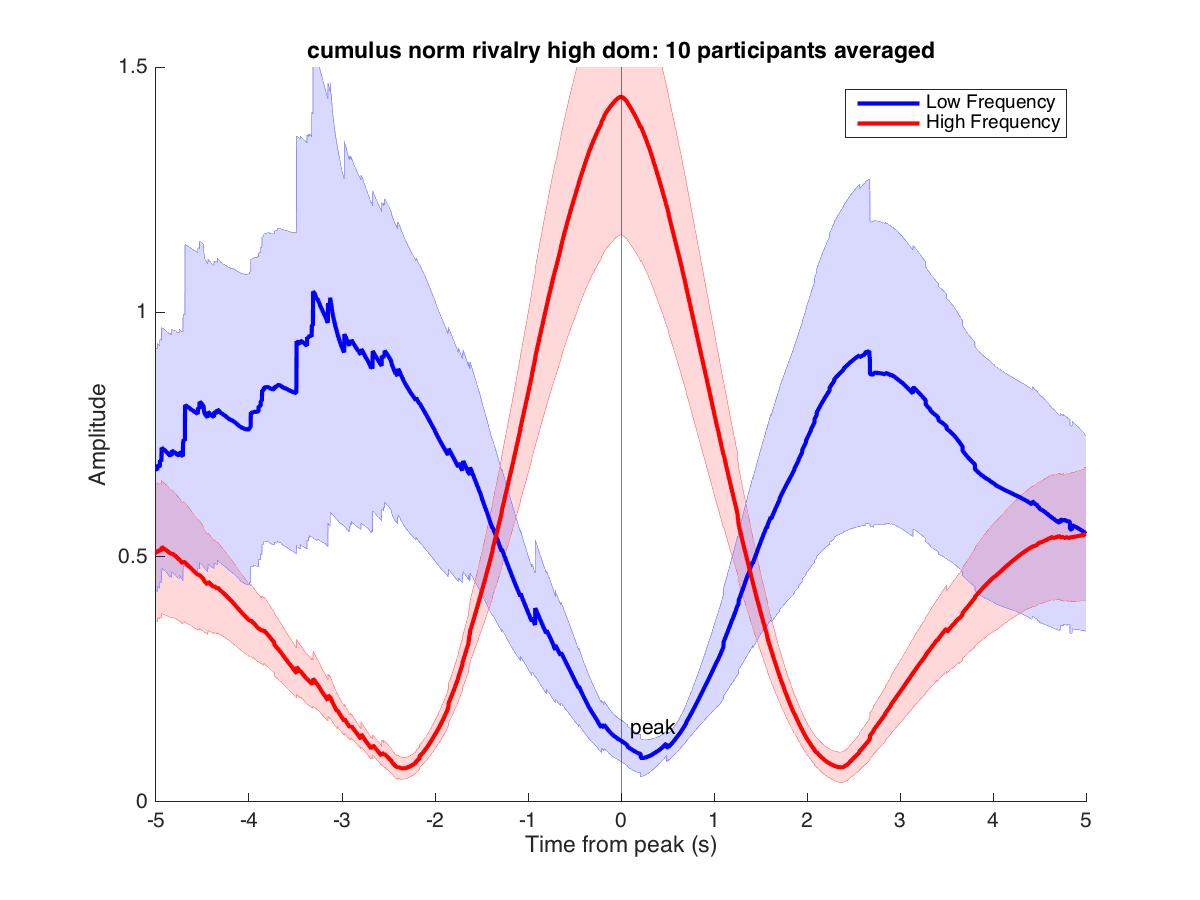 cumulus norm rivalry high dom: 10 participants averaged
1.5
Low Frequency
High Frequency
1
Amplitude
0.5
peak
0
-5 -4 -3 -2 -1 0 1 2 3 4 5
Time from peak (s)